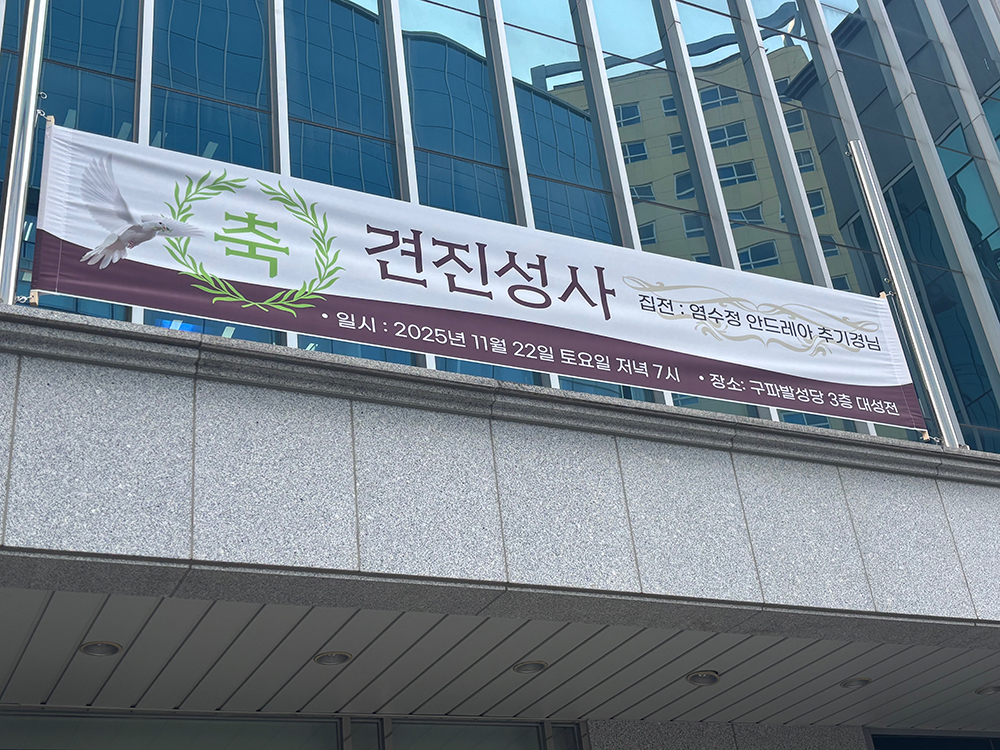 축
견진성사
집전 : 염수정 안드레아 추기경님
• 일시 : 2025년 11월 22일 토요일 저녁 7시 • 장소: 구파발성당 3층 대성전